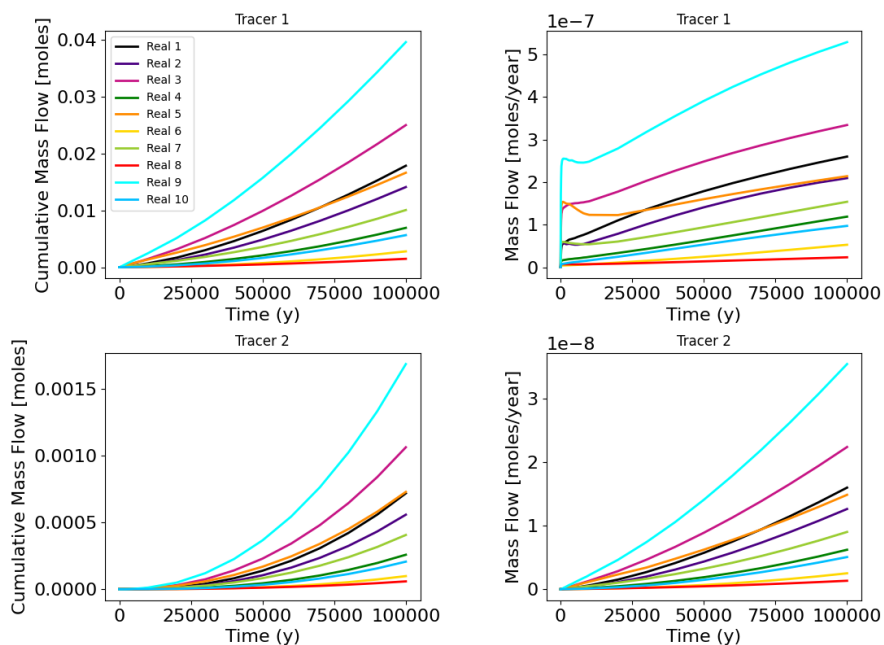 Tracer 1
Cumulative Mass Flow [moles]
0.04
0.03
0.02
0.01
0.00
Real 1
Real 2
Real 3
Real 4
Real 5
Real 6
Real 7
Real 8
Real 9
Real 10
0 25000 50000 75000 100000
Time (y)
Tracer 1
1e−7
Mass Flow [moles/year]
5
4
3
2
1
0
0 25000 50000 75000 100000
Time (y)
Tracer 2
Cumulative Mass Flow [moles]
0.0015
0.0010
0.0005
0.0000
0 25000 50000 75000 100000
Time (y)
Tracer 2
1e−8
Mass Flow [moles/year]
3
2
1
0
0 25000 50000 75000 100000
Time (y)